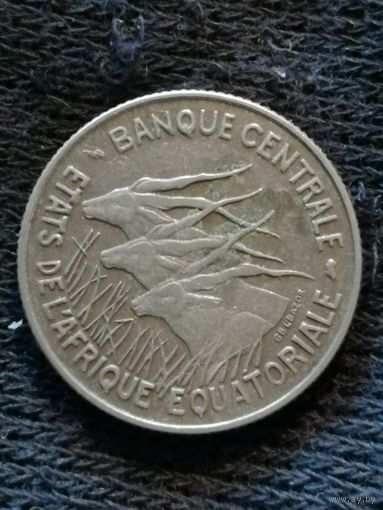 BANQUE CENTRALE
ETATS DE L'AFRIQUE EQUATORIALE
G.B.L.BAZOR
www.ay.by